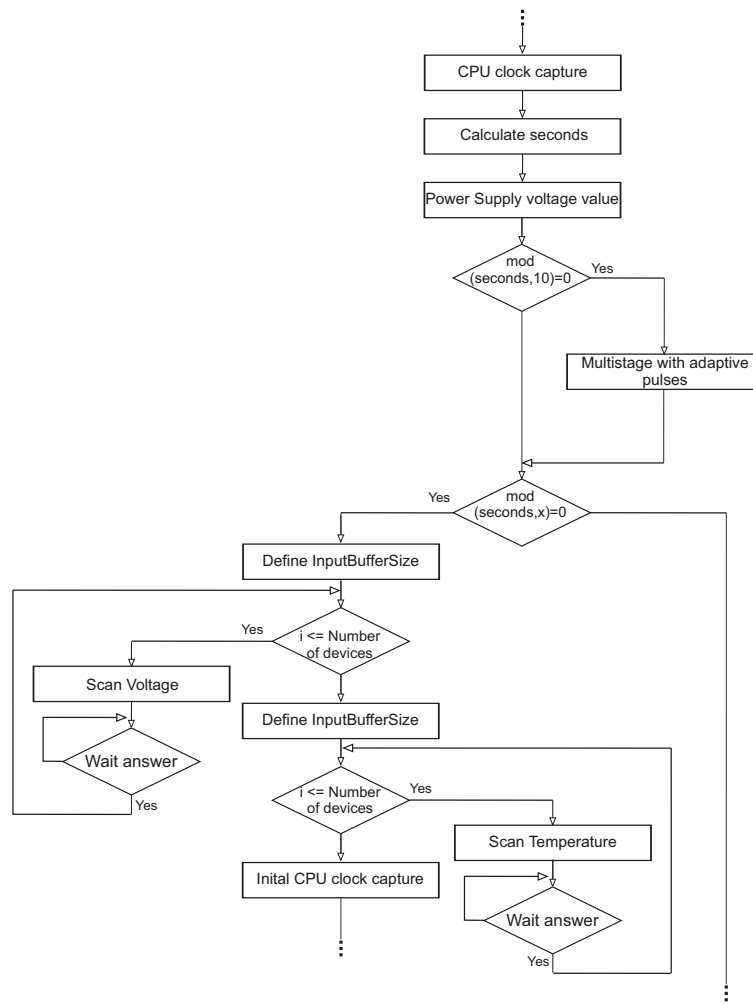 CPU clock capture
Calculate seconds
Power Supply voltage value
mod
(seconds,10)=0
Yes
Multistage with adaptive
pulses
Yes
mod
(seconds,x)=0
Define InputBufferSize
Yes
i <= Number
of devices
Scan Voltage
Define InputBufferSize
Wait answer
Yes
i <= Number
of devices
Yes
Scan Temperature
Inital CPU clock capture
Wait answer
Yes